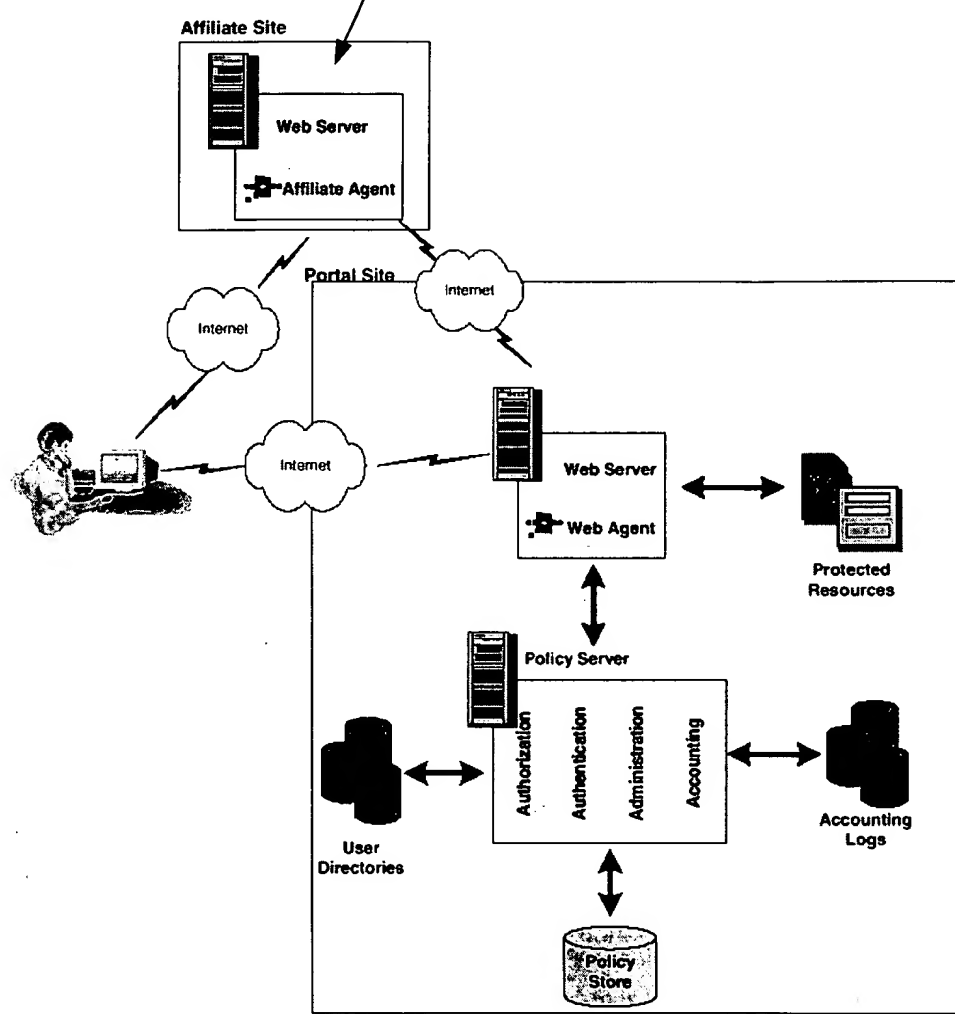 Affiliate Site
Web Server
Affiliate Agent
Portal Site
Internet
Internet
Internet
Web Server
Web Agent
Protected
Resources
Policy Server
Authorization
Authentication
Administration
Accounting
User
Directories
Accounting
Logs
Policy
Store